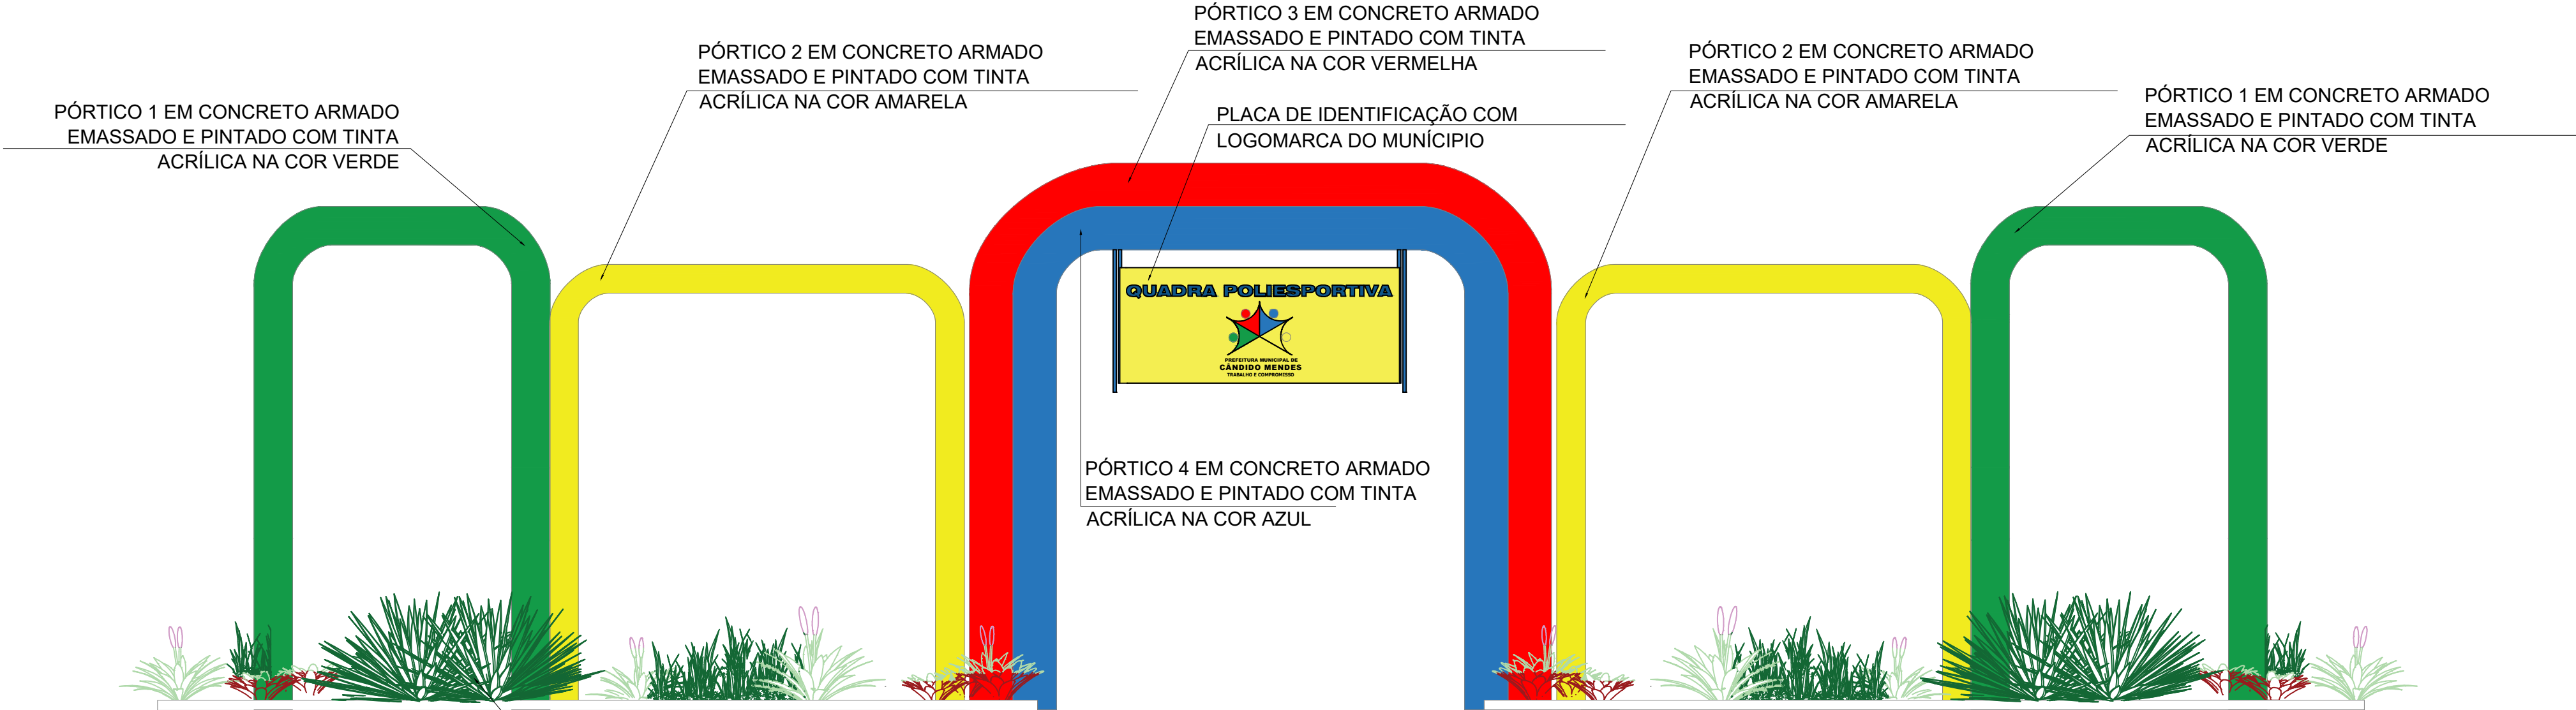 PÓRTICO 1 EM CONCRETO ARMADO
EMASSADO E PINTADO COM TINTA
ACRÍLICA NA COR VERDE
PÓRTICO 2 EM CONCRETO ARMADO
EMASSADO E PINTADO COM TINTA
ACRÍLICA NA COR AMARELA
PÓRTICO 3 EM CONCRETO ARMADO
EMASSADO E PINTADO COM TINTA
ACRÍLICA NA COR VERMELHA
PLACA DE IDENTIFICAÇÃO COM
LOGOMARCA DO MUNÍCIPIO
PÓRTICO 2 EM CONCRETO ARMADO
EMASSADO E PINTADO COM TINTA
ACRÍLICA NA COR AMARELA
PÓRTICO 1 EM CONCRETO ARMADO
EMASSADO E PINTADO COM TINTA
ACRÍLICA NA COR VERDE
QUADRA POLIESPORTIVA
PREFEITURA MUNICIPAL DE
CÂNDIDO MENDES
TRABALHO E COMPROMISSO
PÓRTICO 4 EM CONCRETO ARMADO
EMASSADO E PINTADO COM TINTA
ACRÍLICA NA COR AZUL